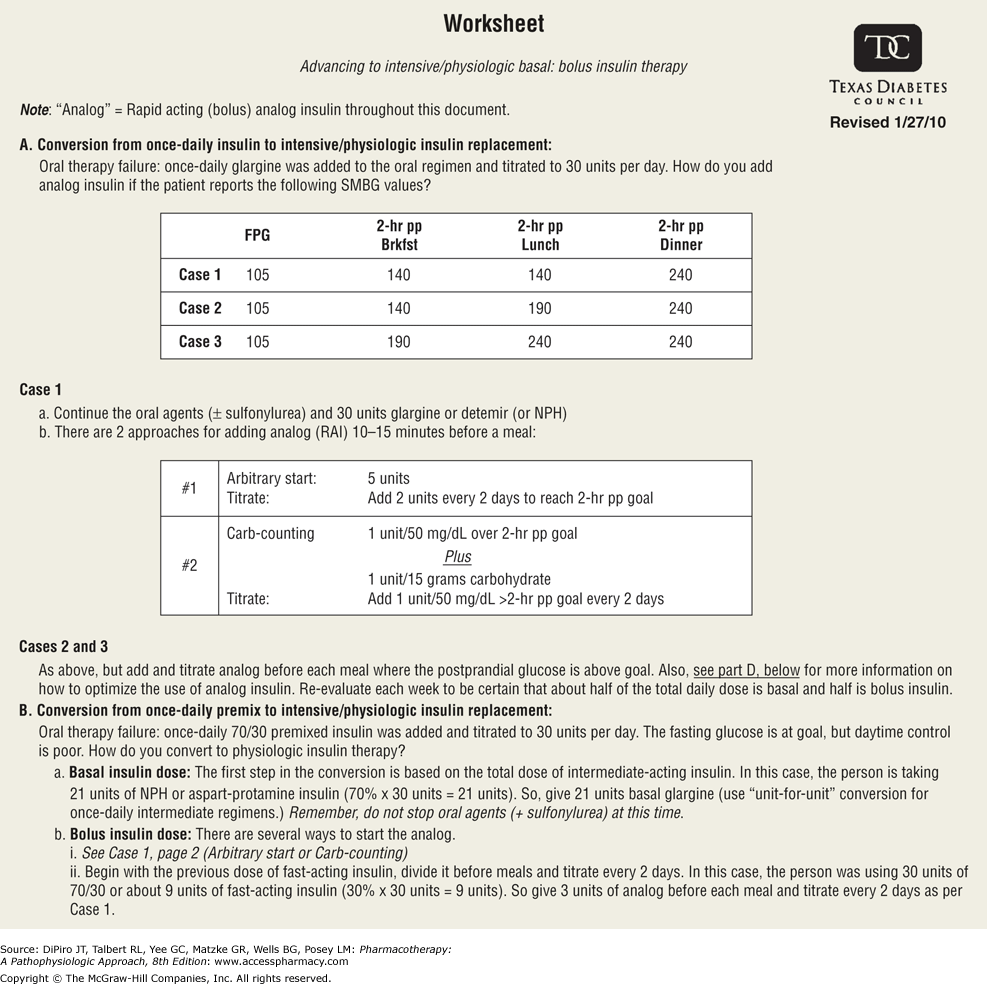 Worksheet
Advancing to intensive/physiologic basal: bolus insulin therapy
TDC
TEXAS DIABETES
COUNCIL
Revised 1/27/10
Note: “Analog” = Rapid acting (bolus) analog insulin throughout this document.
A. Conversion from once-daily insulin to intensive/physiologic insulin replacement:
Oral therapy failure: once-daily glargine was added to the oral regimen and titrated to 30 units per day. How do you add
analog insulin if the patient reports the following SMBG values?
FPG 2-hr pp Brkfst 2-hr pp Lunch 2-hr pp Dinner
Case 1 105 140 140 240
Case 2 105 140 190 240
Case 3 105 190 240 240
Case 1
a. Continue the oral agents (± sulfonylurea) and 30 units glargine or detemir (or NPH)
b. There are 2 approaches for adding analog (RAI) 10–15 minutes before a meal:
#1 Arbitrary start: 5 units
Titrate: Add 2 units every 2 days to reach 2-hr pp goal
#2 Carb-counting 1 unit/50 mg/dL over 2-hr pp goal
Plus
1 unit/15 grams carbohydrate
Titrate: Add 1 unit/50 mg/dL >2-hr pp goal every 2 days
Cases 2 and 3
As above, but add and titrate analog before each meal where the postprandial glucose is above goal. Also, see part D, below for more information on
how to optimize the use of analog insulin. Re-evaluate each week to be certain that about half of the total daily dose is basal and half is bolus insulin.
B. Conversion from once-daily premix to intensive/physiologic insulin replacement:
Oral therapy failure: once-daily 70/30 premixed insulin was added and titrated to 30 units per day. The fasting glucose is at goal, but daytime control
is poor. How do you convert to physiologic insulin therapy?
a. Basal insulin dose: The first step in the conversion is based on the total dose of intermediate-acting insulin. In this case, the person is taking
21 units of NPH or aspart-protamine insulin (70% x 30 units = 21 units). So, give 21 units basal glargine (use “unit-for-unit” conversion for
once-daily intermediate regimens.) Remember, do not stop oral agents (+ sulfonylurea) at this time.
b. Bolus insulin dose: There are several ways to start the analog.
i. See Case 1, page 2 (Arbitrary start or Carb-counting)
ii. Begin with the previous dose of fast-acting insulin, divide it before meals and titrate every 2 days. In this case, the person was using 30 units of
70/30 or about 9 units of fast-acting insulin (30% x 30 units = 9 units). So give 3 units of analog before each meal and titrate every 2 days as per
Case 1.
Source: DiPiro JT, Talbert RL, Yee GC, Matzke GR, Wells BG, Posey LM: Pharmacotherapy:
A Pathophysiologic Approach, 8th Edition: www.accesspharmacy.com
Copyright © The McGraw-Hill Companies, Inc. All rights reserved.